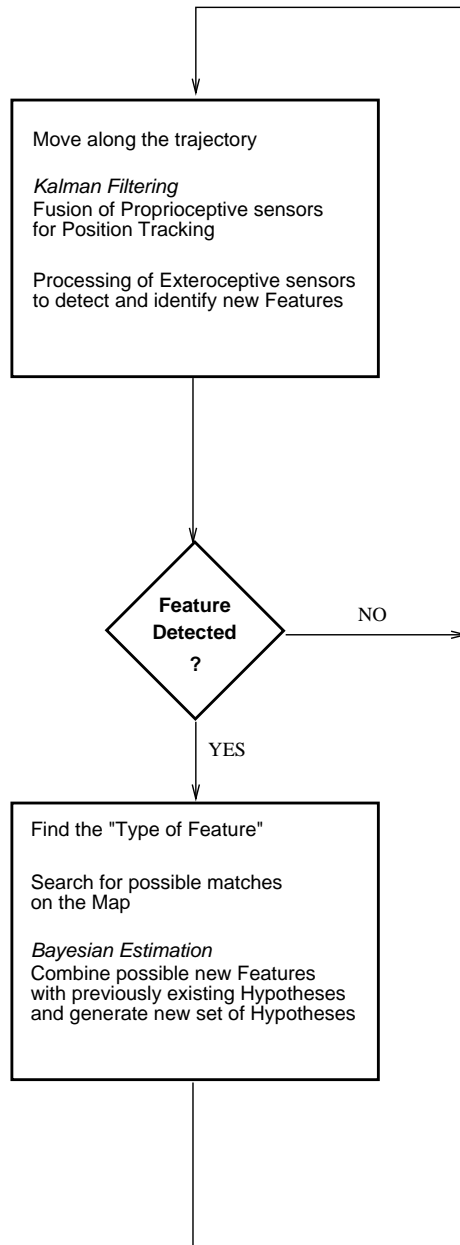 Move along the trajectory
Kalman Filtering
Fusion of Proprioceptive sensors
for Position Tracking
Processing of Exteroceptive sensors
to detect and identify new Features
Feature
Detected
?
NO
YES
Find the "Type of Feature"
Search for possible matches
on the Map
Bayesian Estimation
Combine possible new Features
with previously existing Hypotheses
and generate new set of Hypotheses